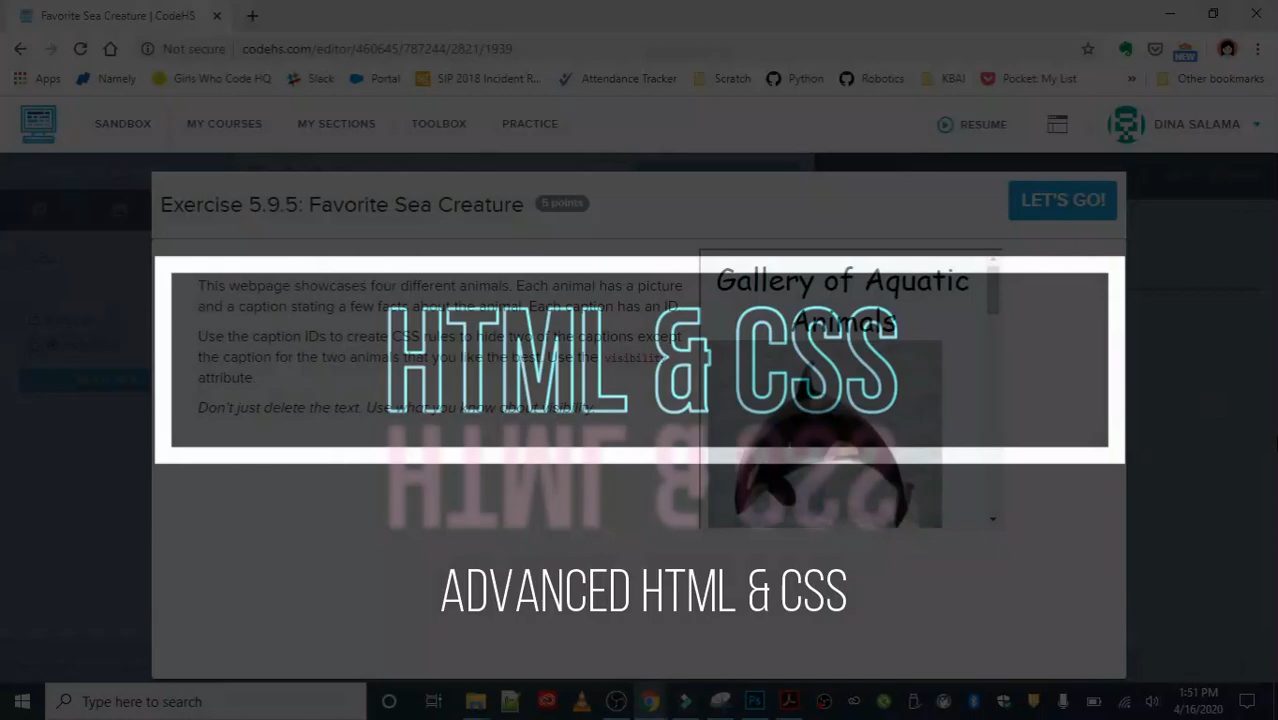 Favorite Sea Creature | CodeHS
Not secure
codehs.com/editor/460645/787244/2821/1939
Apps
Namely
Girls Who Code HQ
Slack
Portal
SIP 2018 Incident R...
Attendance Tracker
Scratch
Python
Robotics
KBAI
Pocket: My List
»
Other bookmarks
NEW
SANDBOX
MY COURSES
MY SECTIONS
TOOLBOX
PRACTICE
RESUME
DINA SALAMA
Exercise 5.9.5: Favorite Sea Creature
5 points
LET'S GO!
This webpage showcases four different animals. Each animal has a picture
and a caption stating a few facts about the animal. Each caption has an ID.
Use the caption IDs to create CSS rules to hide two of the captions except
the caption for the two animals that you like the best. Use the visibility
attribute.
Don't just delete the text. Use what you know about visibility.
Gallery of Aquatic
Animals
HTML & CSS
ADVANCED HTML & CSS
Type here to search
1:51 PM
4/16/2020